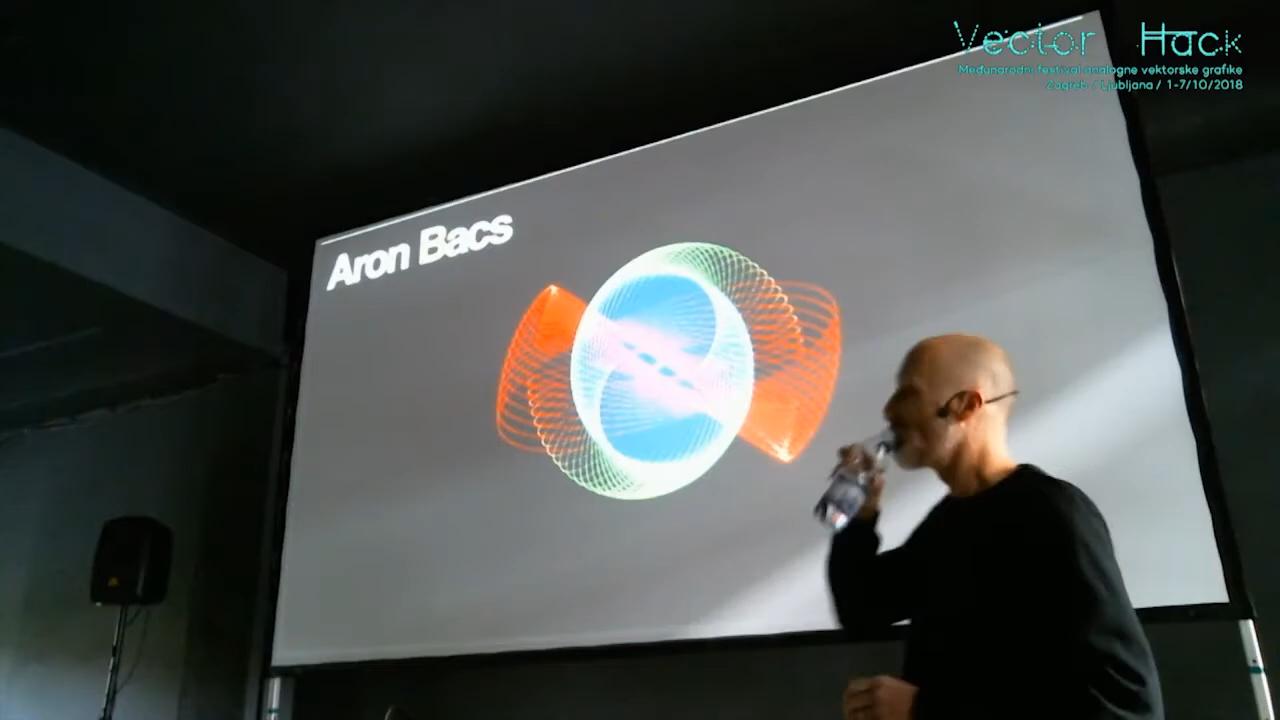 Vector Hack
Međunarodni festival analogne vektorske grafike
Zagreb / Ljubljana / 1-7/10/2018
Aron Bacs